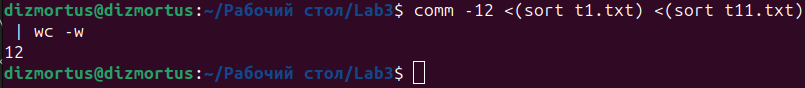 dizmortus@dizmortus:~/Рабочий стол/Lab3$ comm -12 <(sort t1.txt) <(sort t11.txt)
 | wc -w
12
dizmortus@dizmortus:~/Рабочий стол/Lab3$